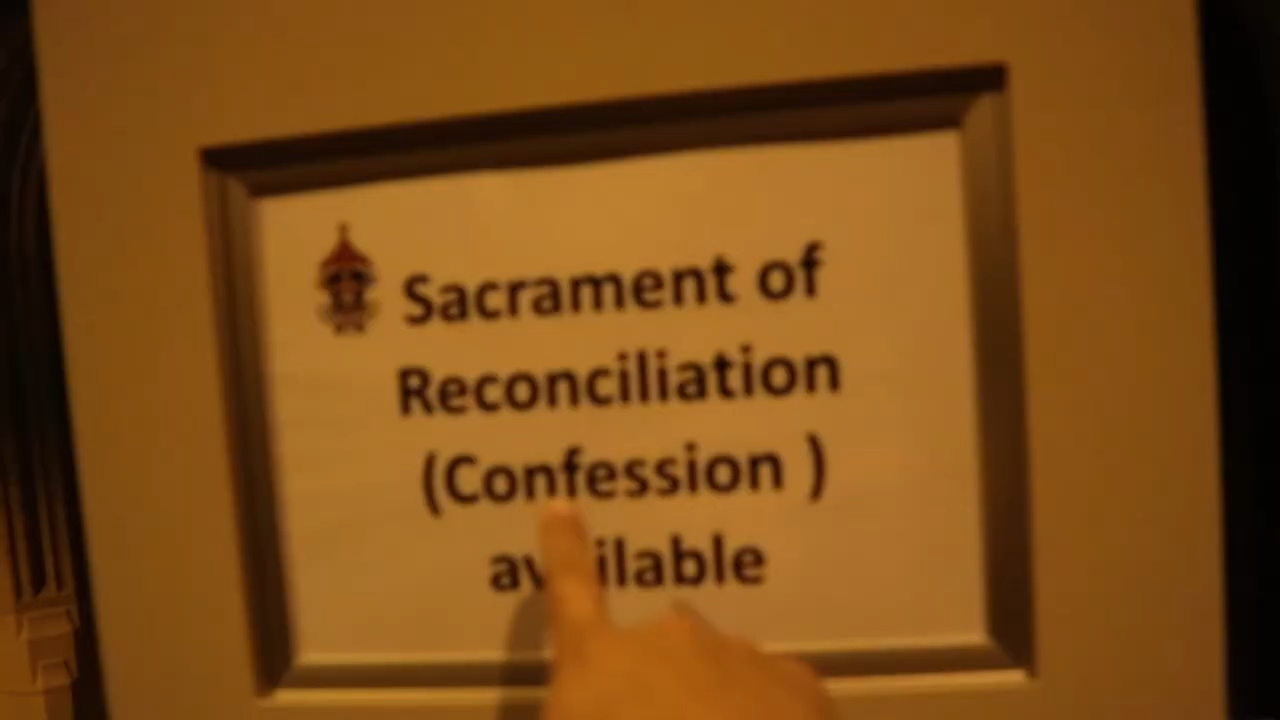 Sacrament of
Reconciliation
(Confession )
available